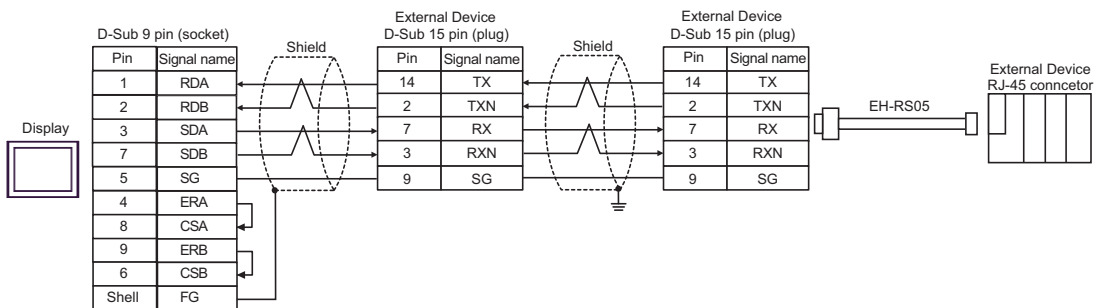 External Device
D-Sub 15 pin (plug)
External Device
D-Sub 15 pin (plug)
D-Sub 9 pin (socket)
Shield
Shield
Pin Signal name
Pin Signal name
Pin Signal name
External Device
RJ-45 conncetor
1 RDA
14 TX
14 TX
2 RDB
2 TXN
2 TXN
EH-RS05
Display
3 SDA
7 RX
7 RX
7 SDB
3 RXN
3 RXN
5 SG
9 SG
9 SG
4 ERA
8 CSA
9 ERB
6 CSB
Shell FG